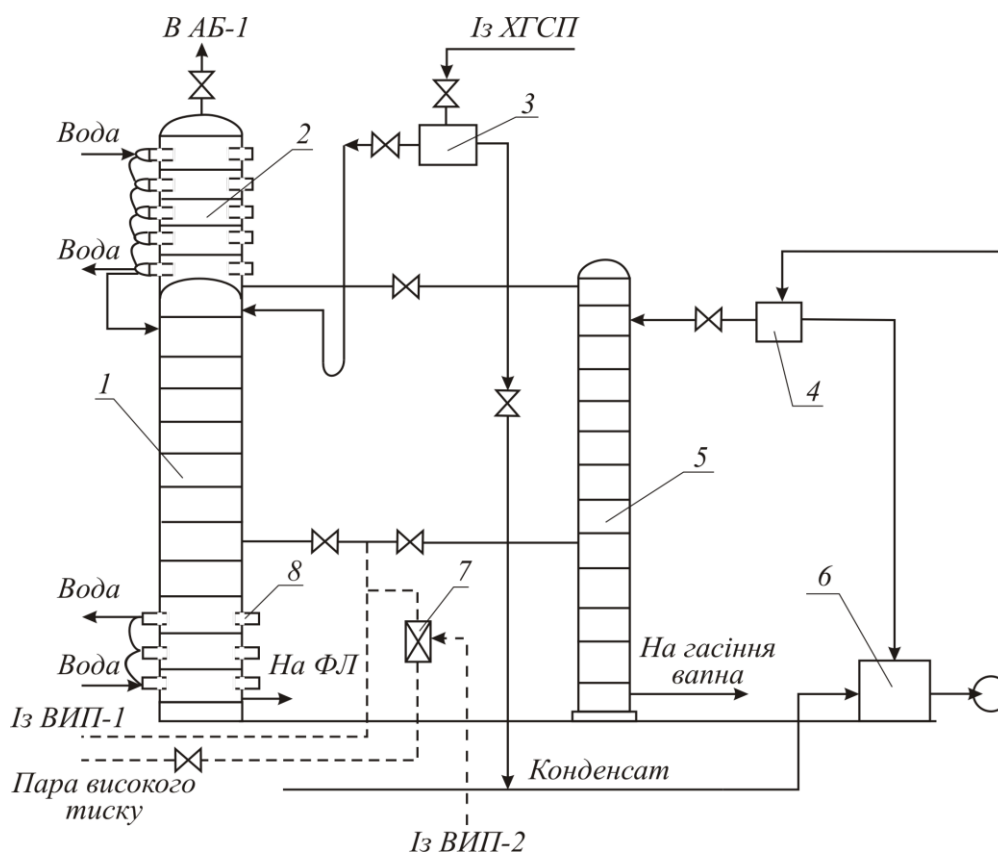 В АБ-1
Із ХГСП
Вода
2
3
Вода
4
1
5
Вода
8
7
6
Вода
На ФЛ
На гасіння
вапна
Із ВИП-1
Пара високого
тиску
Конденсат
Із ВИП-2